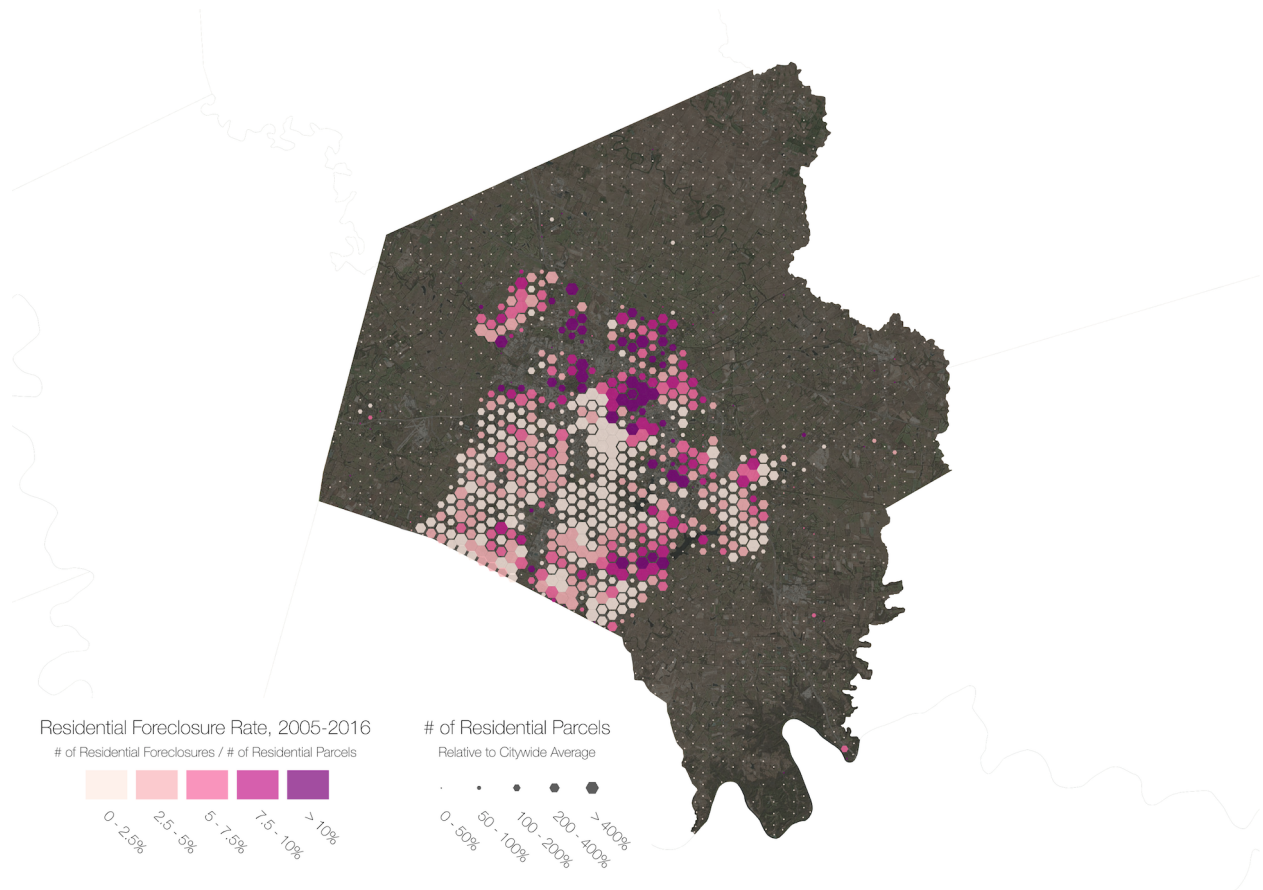 Residential Foreclosure Rate, 2005-2016
# of Residential Foreclosures / # of Residential Parcels
0 - 2.5%
2.5 - 5%
5 - 7.5%
7.5 - 10%
> 10%
# of Residential Parcels
Relative to Citywide Average
0 - 50%
50 - 100%
100 - 200%
200 - 400%
> 400%